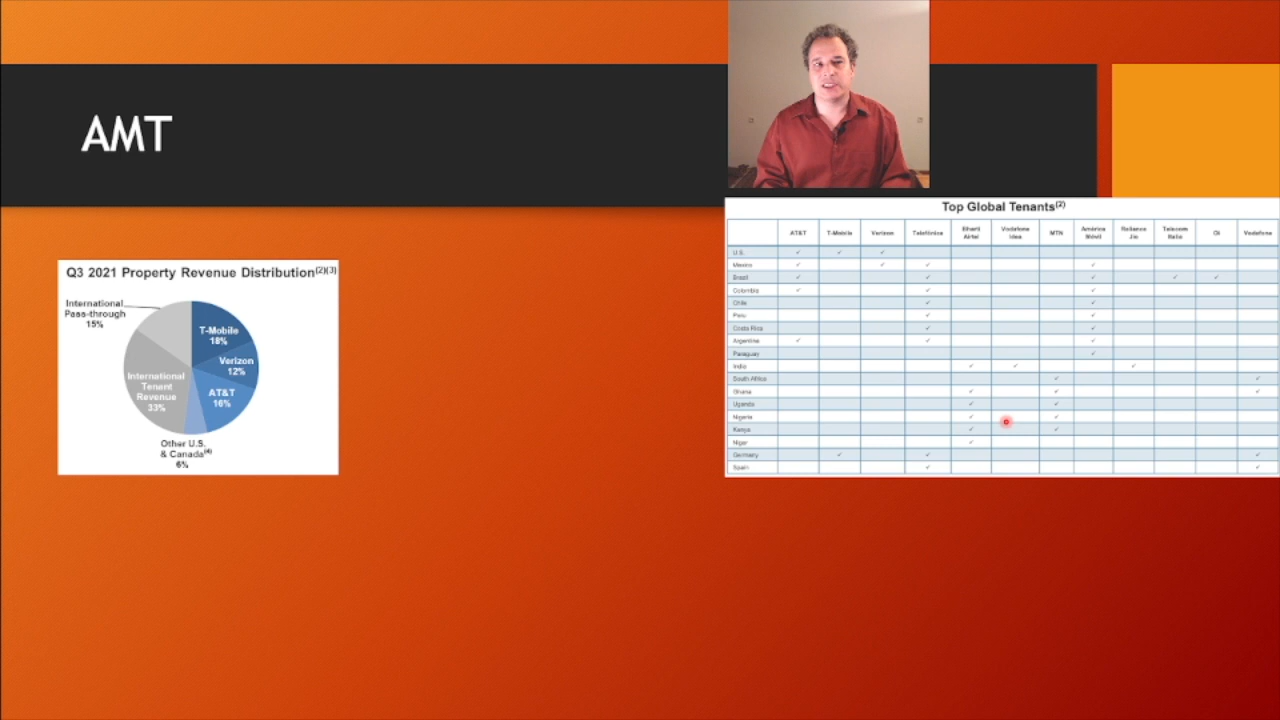 AMT
Q3 2021 Property Revenue Distribution(2)(3)
International
Pass-through
15%
T-Mobile
18%
Verizon
12%
AT&T
16%
International
Tenant
Revenue
33%
Other U.S.
& Canada(4)
6%
Top Global Tenants(2)
AT&T T-Mobile Verizon Telefónica Bharti Airtel Vodafone Idea MTN América Móvil Reliance Jio Telecom Italia Oi Vodafone
U.S. ✓ ✓ ✓
Mexico ✓ ✓ ✓ ✓
Brazil ✓ ✓ ✓ ✓ ✓
Colombia ✓ ✓ ✓
Chile ✓ ✓
Peru ✓ ✓
Costa Rica ✓ ✓
Argentina ✓ ✓ ✓
Paraguay ✓
India ✓ ✓ ✓
South Africa ✓ ✓
Ghana ✓ ✓ ✓
Uganda ✓ ✓
Nigeria ✓ ✓
Kenya ✓ ✓
Niger ✓
Germany ✓ ✓ ✓
Spain ✓ ✓